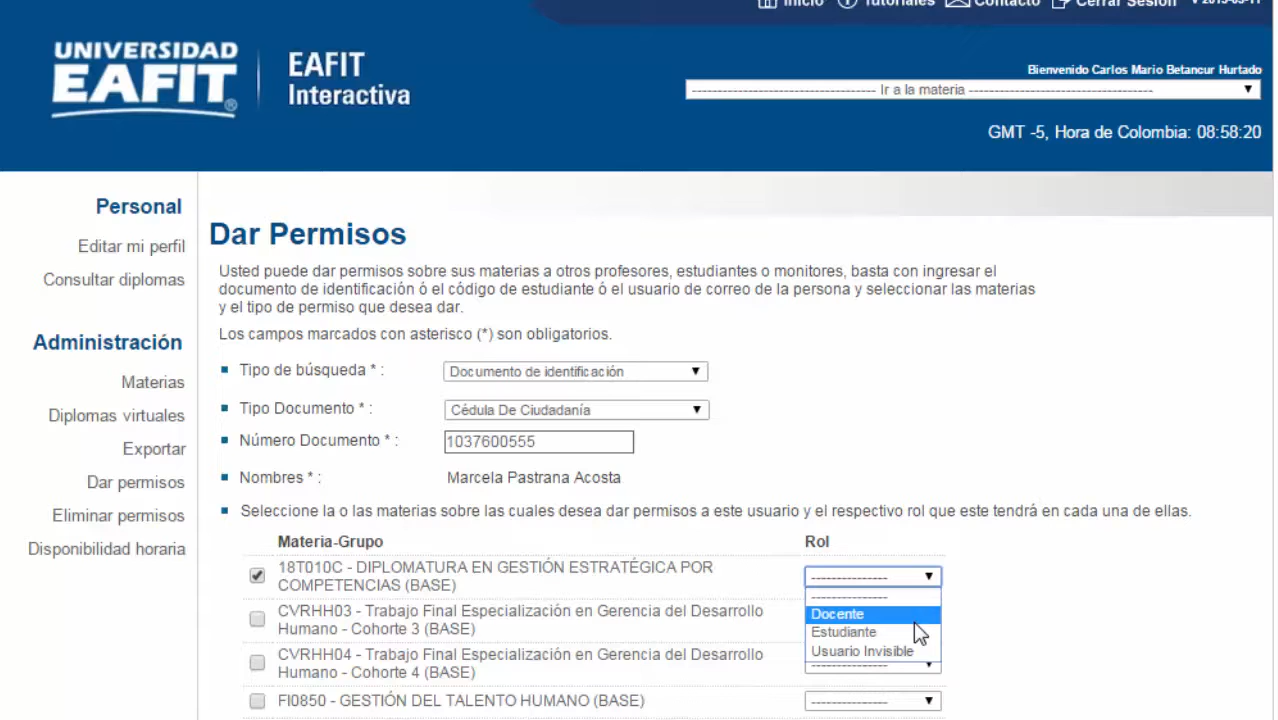 Inicio Tutoriales Contacto Cerrar Sesión
UNIVERSIDAD
EAFIT®
EAFIT
Interactiva
Bienvenido Carlos Mario Betancur Hurtado
----------------------------------- Ir a la materia -----------------------------------
GMT -5, Hora de Colombia: 08:58:20
Personal
Editar mi perfil
Consultar diplomas
Administración
Materias
Diplomas virtuales
Exportar
Dar permisos
Eliminar permisos
Disponibilidad horaria
Dar Permisos
Usted puede dar permisos sobre sus materias a otros profesores, estudiantes o monitores, basta con ingresar el
documento de identificación ó el código de estudiante ó el usuario de correo de la persona y seleccionar las materias
y el tipo de permiso que desea dar.
Los campos marcados con asterisco (*) son obligatorios.
Tipo de búsqueda * : Documento de identificación
Tipo Documento * : Cédula De Ciudadanía
Número Documento * : 1037600555
Nombres * : Marcela Pastrana Acosta
Seleccione la o las materias sobre las cuales desea dar permisos a este usuario y el respectivo rol que este tendrá en cada una de ellas.
Materia-Grupo Rol
18T010C - DIPLOMATURA EN GESTIÓN ESTRATÉGICA POR
COMPETENCIAS (BASE)
---------------
---------------
Docente
Estudiante
Usuario Invisible
CVRHH03 - Trabajo Final Especialización en Gerencia del Desarrollo
Humano - Cohorte 3 (BASE)
CVRHH04 - Trabajo Final Especialización en Gerencia del Desarrollo
Humano - Cohorte 4 (BASE)
---------------
FI0850 - GESTIÓN DEL TALENTO HUMANO (BASE)
---------------